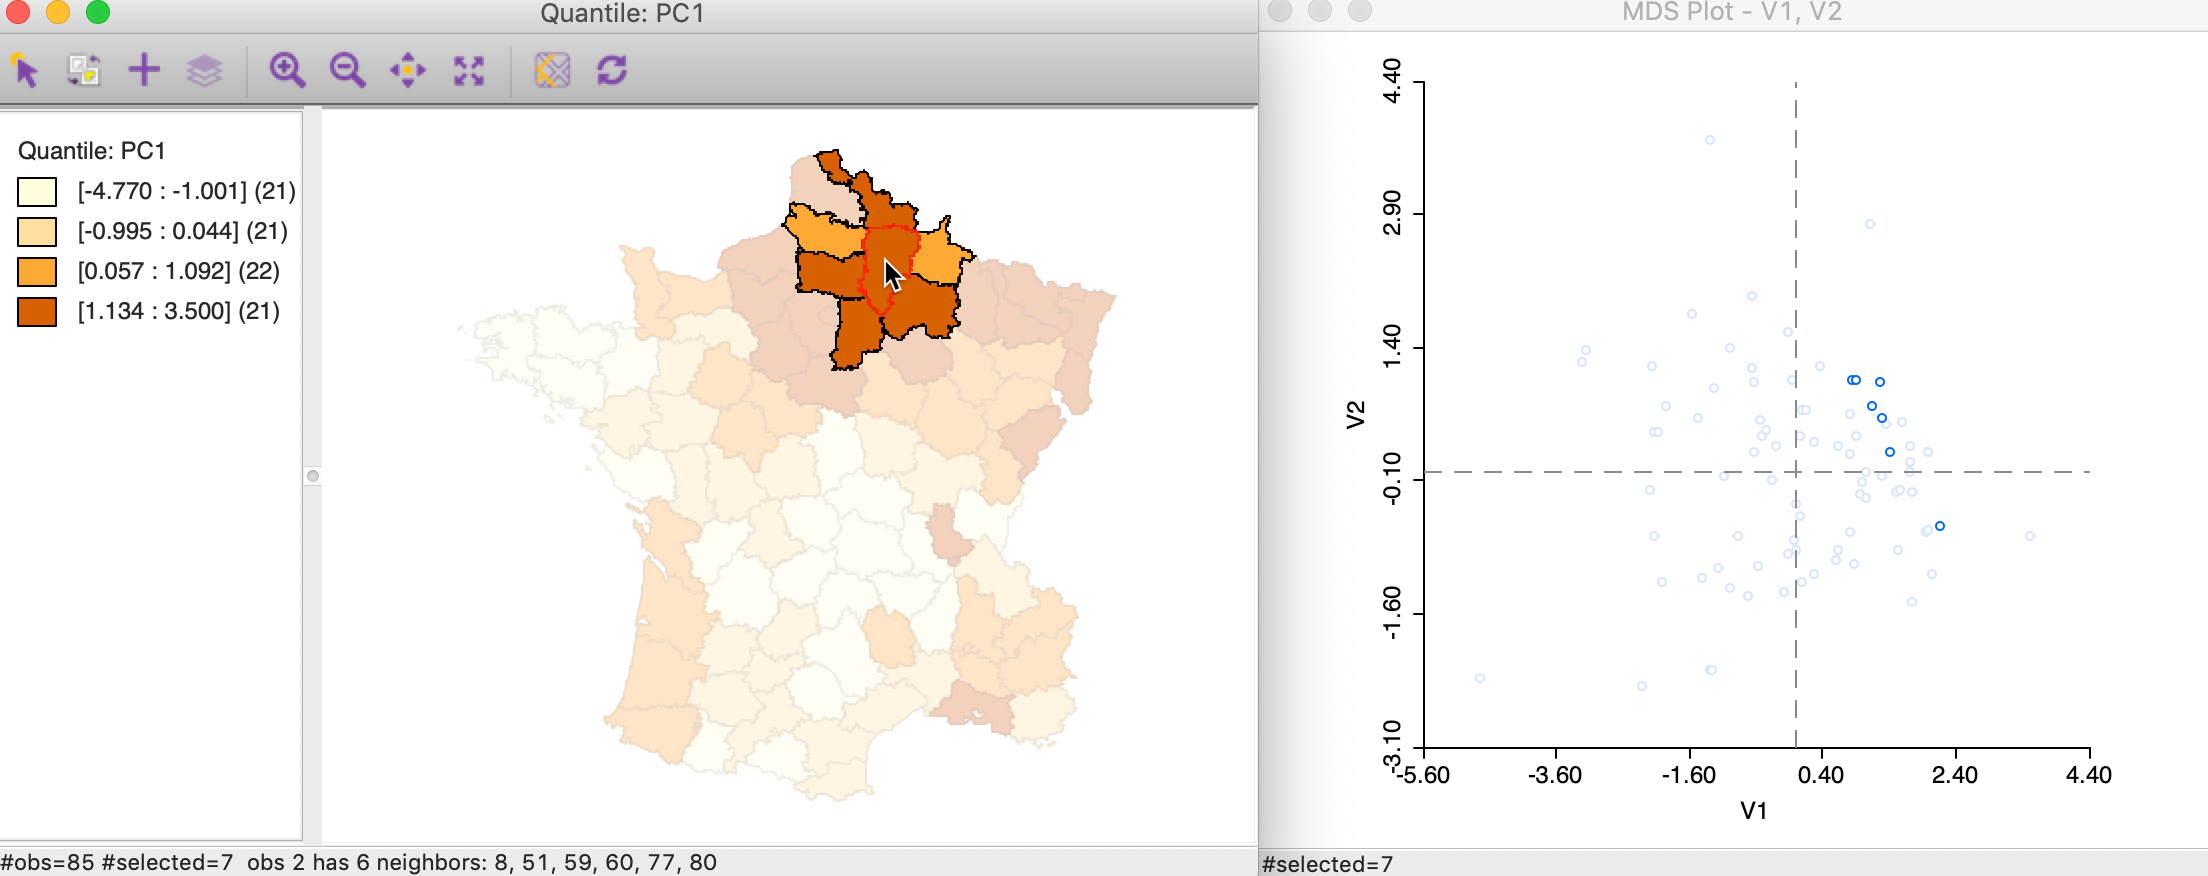 Quantile: PC1
MDS Plot - V1, V2
Quantile: PC1
[-4.770 : -1.001] (21)
[-0.995 : 0.044] (21)
[0.057 : 1.092] (22)
[1.134 : 3.500] (21)
4.40
2.90
1.40
-0.10
-1.60
-3.10
V2
-5.60
-3.60
-1.60
0.40
2.40
4.40
V1
#obs=85 #selected=7 obs 2 has 6 neighbors: 8, 51, 59, 60, 77, 80
#selected=7